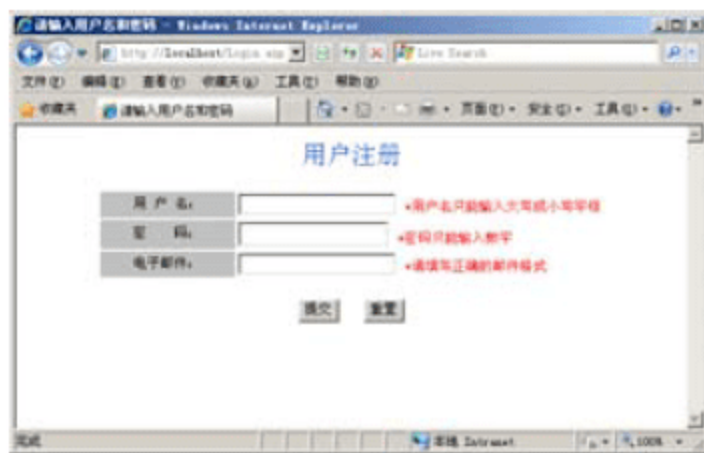 请输入用户名和密码 - Windows Internet Explorer
http://localhost/Login.asp Live Search
文件(F) 编辑(E) 查看(V) 收藏夹(A) 工具(T) 帮助(H)
收藏夹 请输入用户名和密码 页面(P) 安全(S) 工具(O)
用户注册
用 户 名: *用户名只能输入大写或小写字母
密 码: *密码只能输入数字
电子邮件: *请填写正确的邮件格式
提交 重置
完成 本地 Intranet 100%